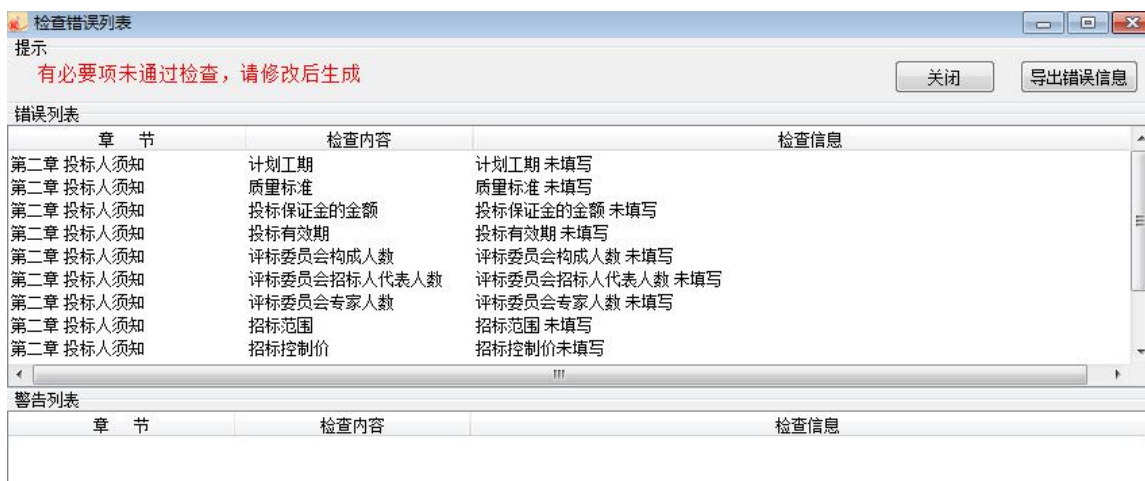 检查错误列表
提示
有必要项未通过检查，请修改后生成
关闭 导出错误信息
错误列表
章 节 检查内容 检查信息
第二章 投标人须知 计划工期 计划工期 未填写
第二章 投标人须知 质量标准 质量标准 未填写
第二章 投标人须知 投标保证金的金额 投标保证金的金额 未填写
第二章 投标人须知 投标有效期 投标有效期 未填写
第二章 投标人须知 评标委员会构成人数 评标委员会构成人数 未填写
第二章 投标人须知 评标委员会招标人代表人数 评标委员会招标人代表人数 未填写
第二章 投标人须知 评标委员会专家人数 评标委员会专家人数 未填写
第二章 投标人须知 招标范围 招标范围 未填写
第二章 投标人须知 招标控制价 招标控制价未填写
警告列表
章 节 检查内容 检查信息